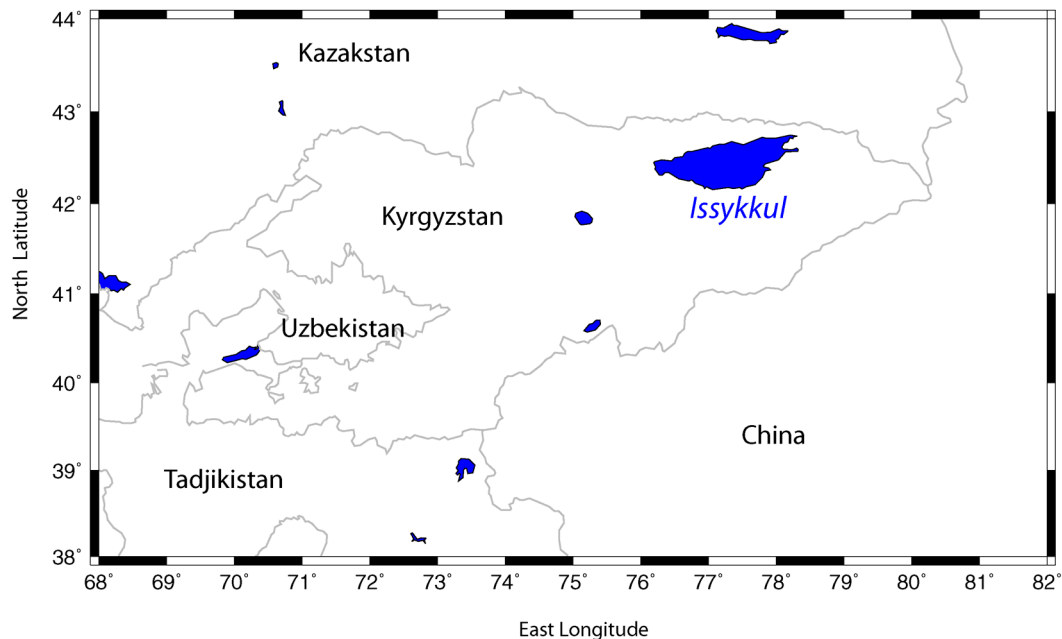 44˚
Kazakstan
43˚
North Latitude
42˚
Kyrgyzstan
Issykkul
41˚
Uzbekistan
40˚
China
39˚
Tadjikistan
38˚
68˚ 69˚ 70˚ 71˚ 72˚ 73˚ 74˚ 75˚ 76˚ 77˚ 78˚ 79˚ 80˚ 81˚ 82˚
East Longitude